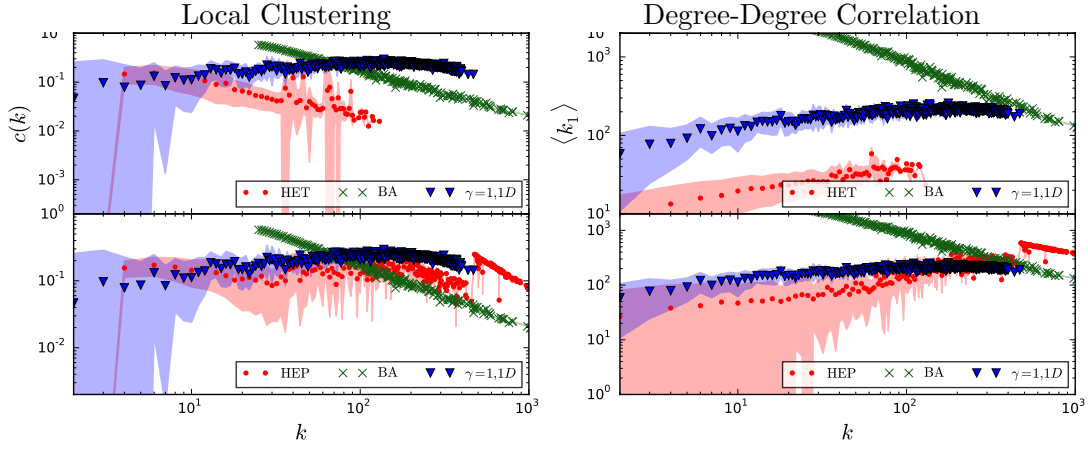 Local Clustering
Degree-Degree Correlation
c(k)
10^0
10^-1
10^-2
10^-3
10^0
HET BA γ=1,1D
10^-1
10^-2
HEP BA γ=1,1D
10^1 10^2 10^3
k
⟨k_1⟩
10^3
10^2
10^1
HET BA γ=1,1D
10^3
10^2
10^1
10^0
HEP BA γ=1,1D
10^1 10^2 10^3
k